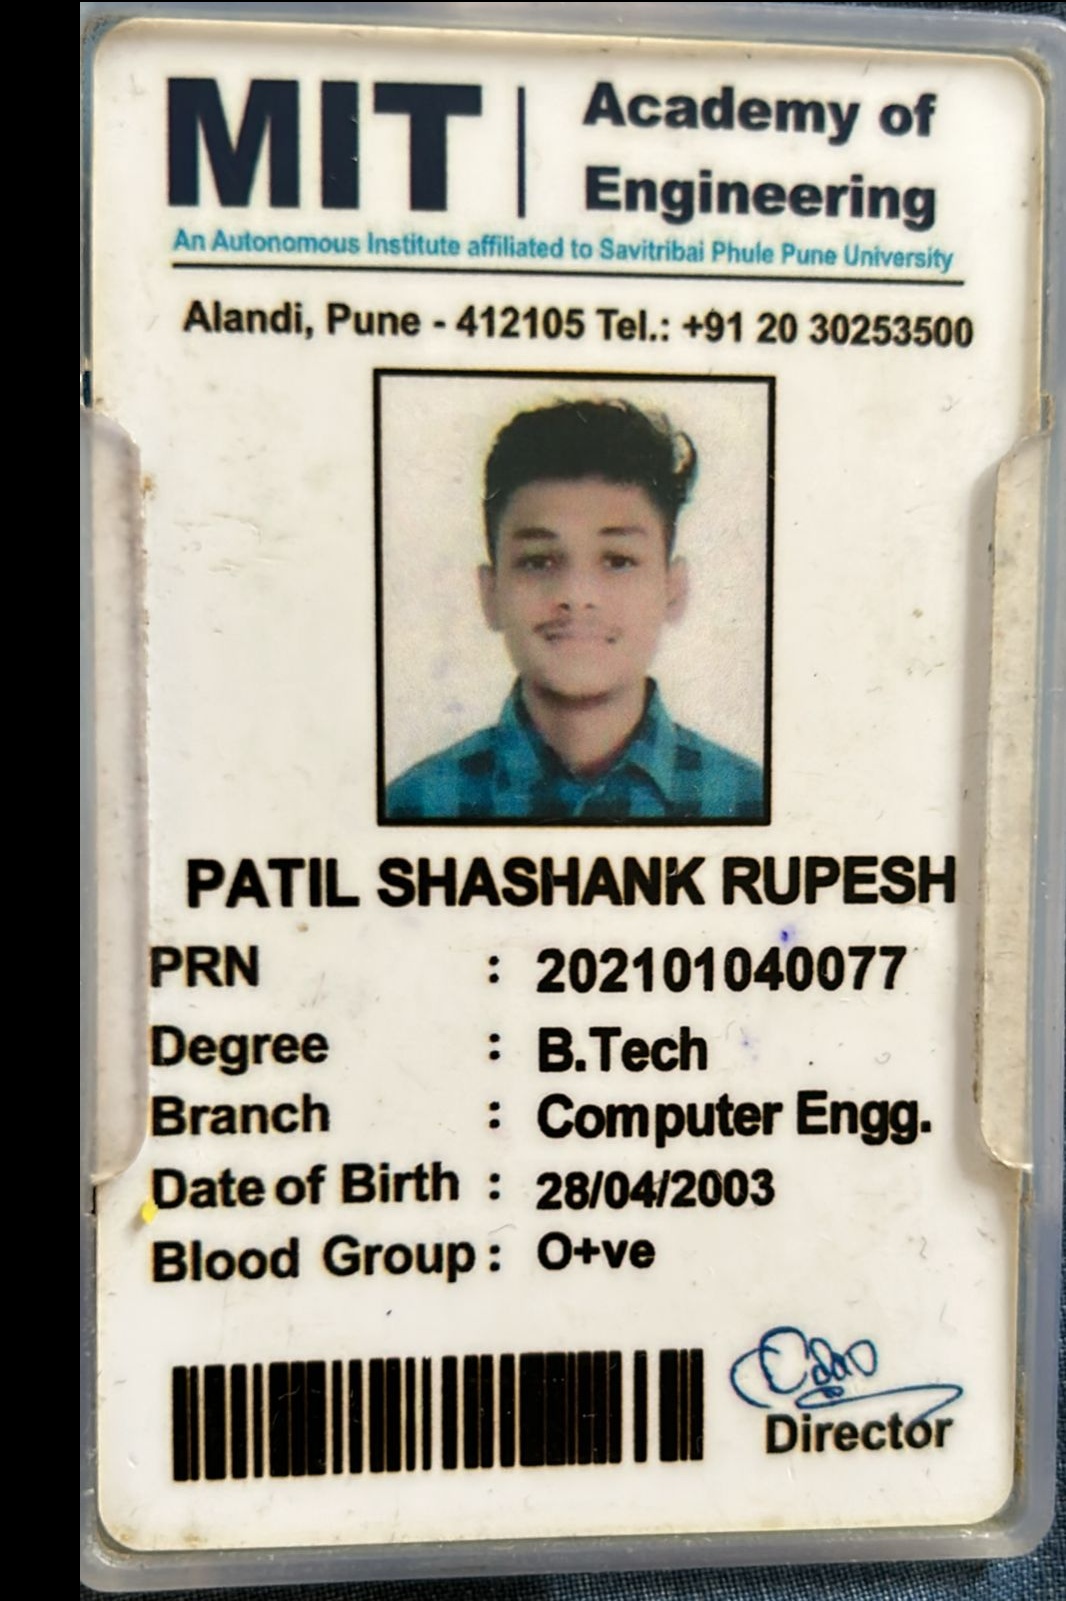 MIT | Academy of
Engineering
An Autonomous Institute affiliated to Savitribai Phule Pune University
Alandi, Pune - 412105 Tel.: +91 20 30253500
PATIL SHASHANK RUPESH
PRN : 202101040077
Degree : B.Tech
Branch : Computer Engg.
Date of Birth : 28/04/2003
Blood Group : O+ve
Director